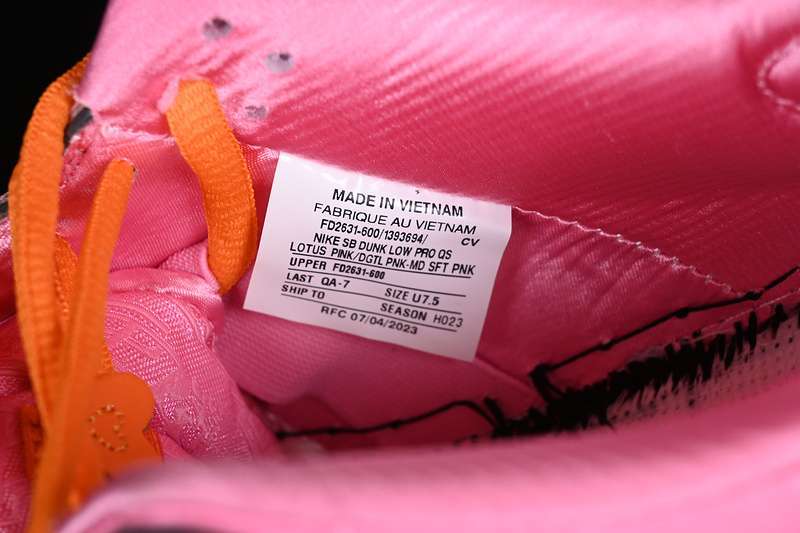 MADE IN VIETNAM
FABRIQUE AU VIETNAM
FD2631-600/1393694/ CV
NIKE SB DUNK LOW PRO QS
LOTUS PINK/DGTL PNK-MD SFT PNK
UPPER FD2631-600
LAST QA-7 SIZE U7.5
SHIP TO SEASON HO23
RFC 07/04/2023